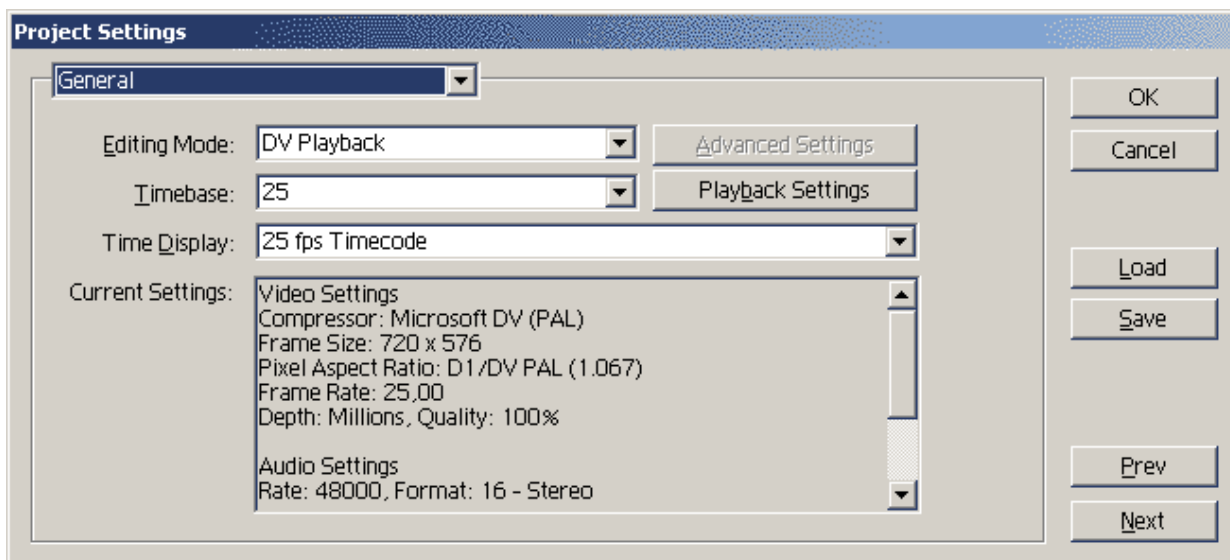 Project Settings
General
OK
Editing Mode: DV Playback Advanced Settings
Cancel
Timebase: 25 Playback Settings
Time Display: 25 fps Timecode
Load
Current Settings: Video Settings
Compressor: Microsoft DV (PAL)
Save
Frame Size: 720 x 576
Pixel Aspect Ratio: D1/DV PAL (1.067)
Frame Rate: 25,00
Depth: Millions, Quality: 100%
Audio Settings
Prev
Rate: 48000, Format: 16 - Stereo
Next